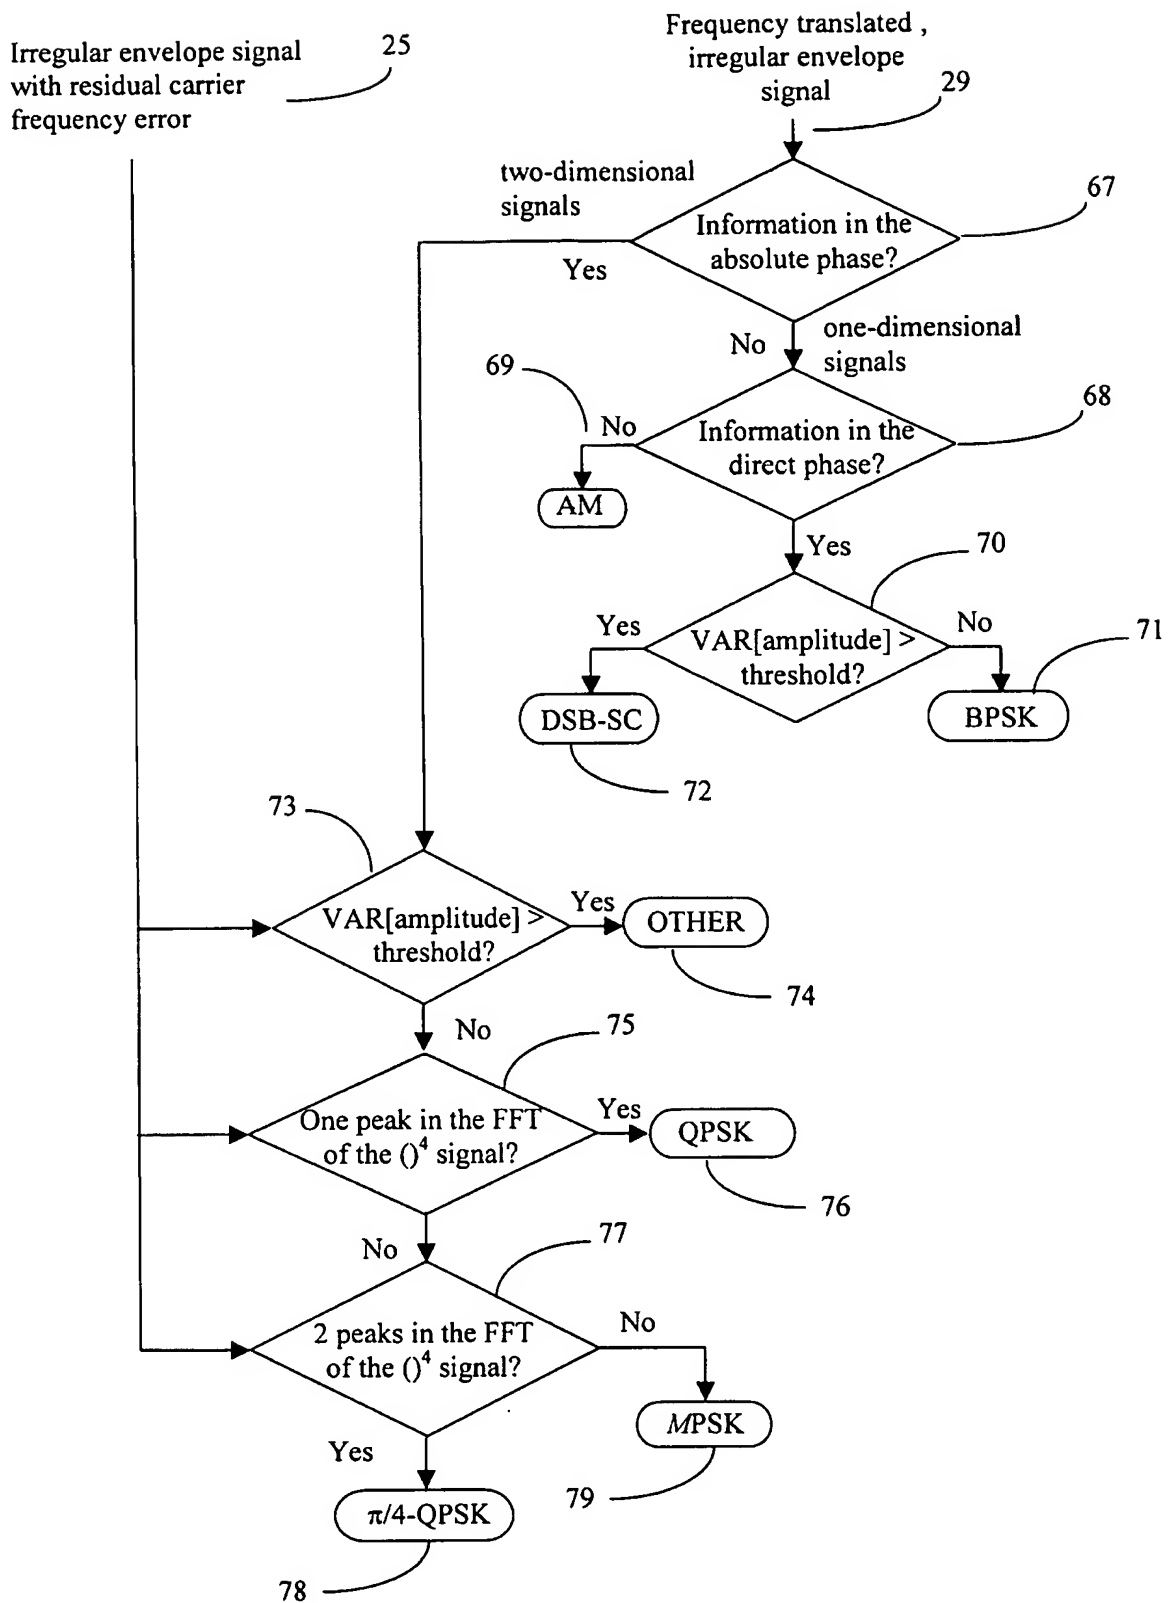 Irregular envelope signal
with residual carrier
frequency error
25
Frequency translated ,
irregular envelope
signal
29
two-dimensional
signals
67
Information in the
absolute phase?
Yes
No
one-dimensional
signals
69
68
No
Information in the
direct phase?
AM
Yes
70
Yes
VAR[amplitude] >
threshold?
No
71
DSB-SC
BPSK
72
73
VAR[amplitude] >
threshold?
Yes
OTHER
74
No
75
One peak in the FFT
of the ()⁴ signal?
Yes
QPSK
76
No
77
2 peaks in the FFT
of the ()⁴ signal?
No
MPSK
Yes
79
π/4-QPSK
78